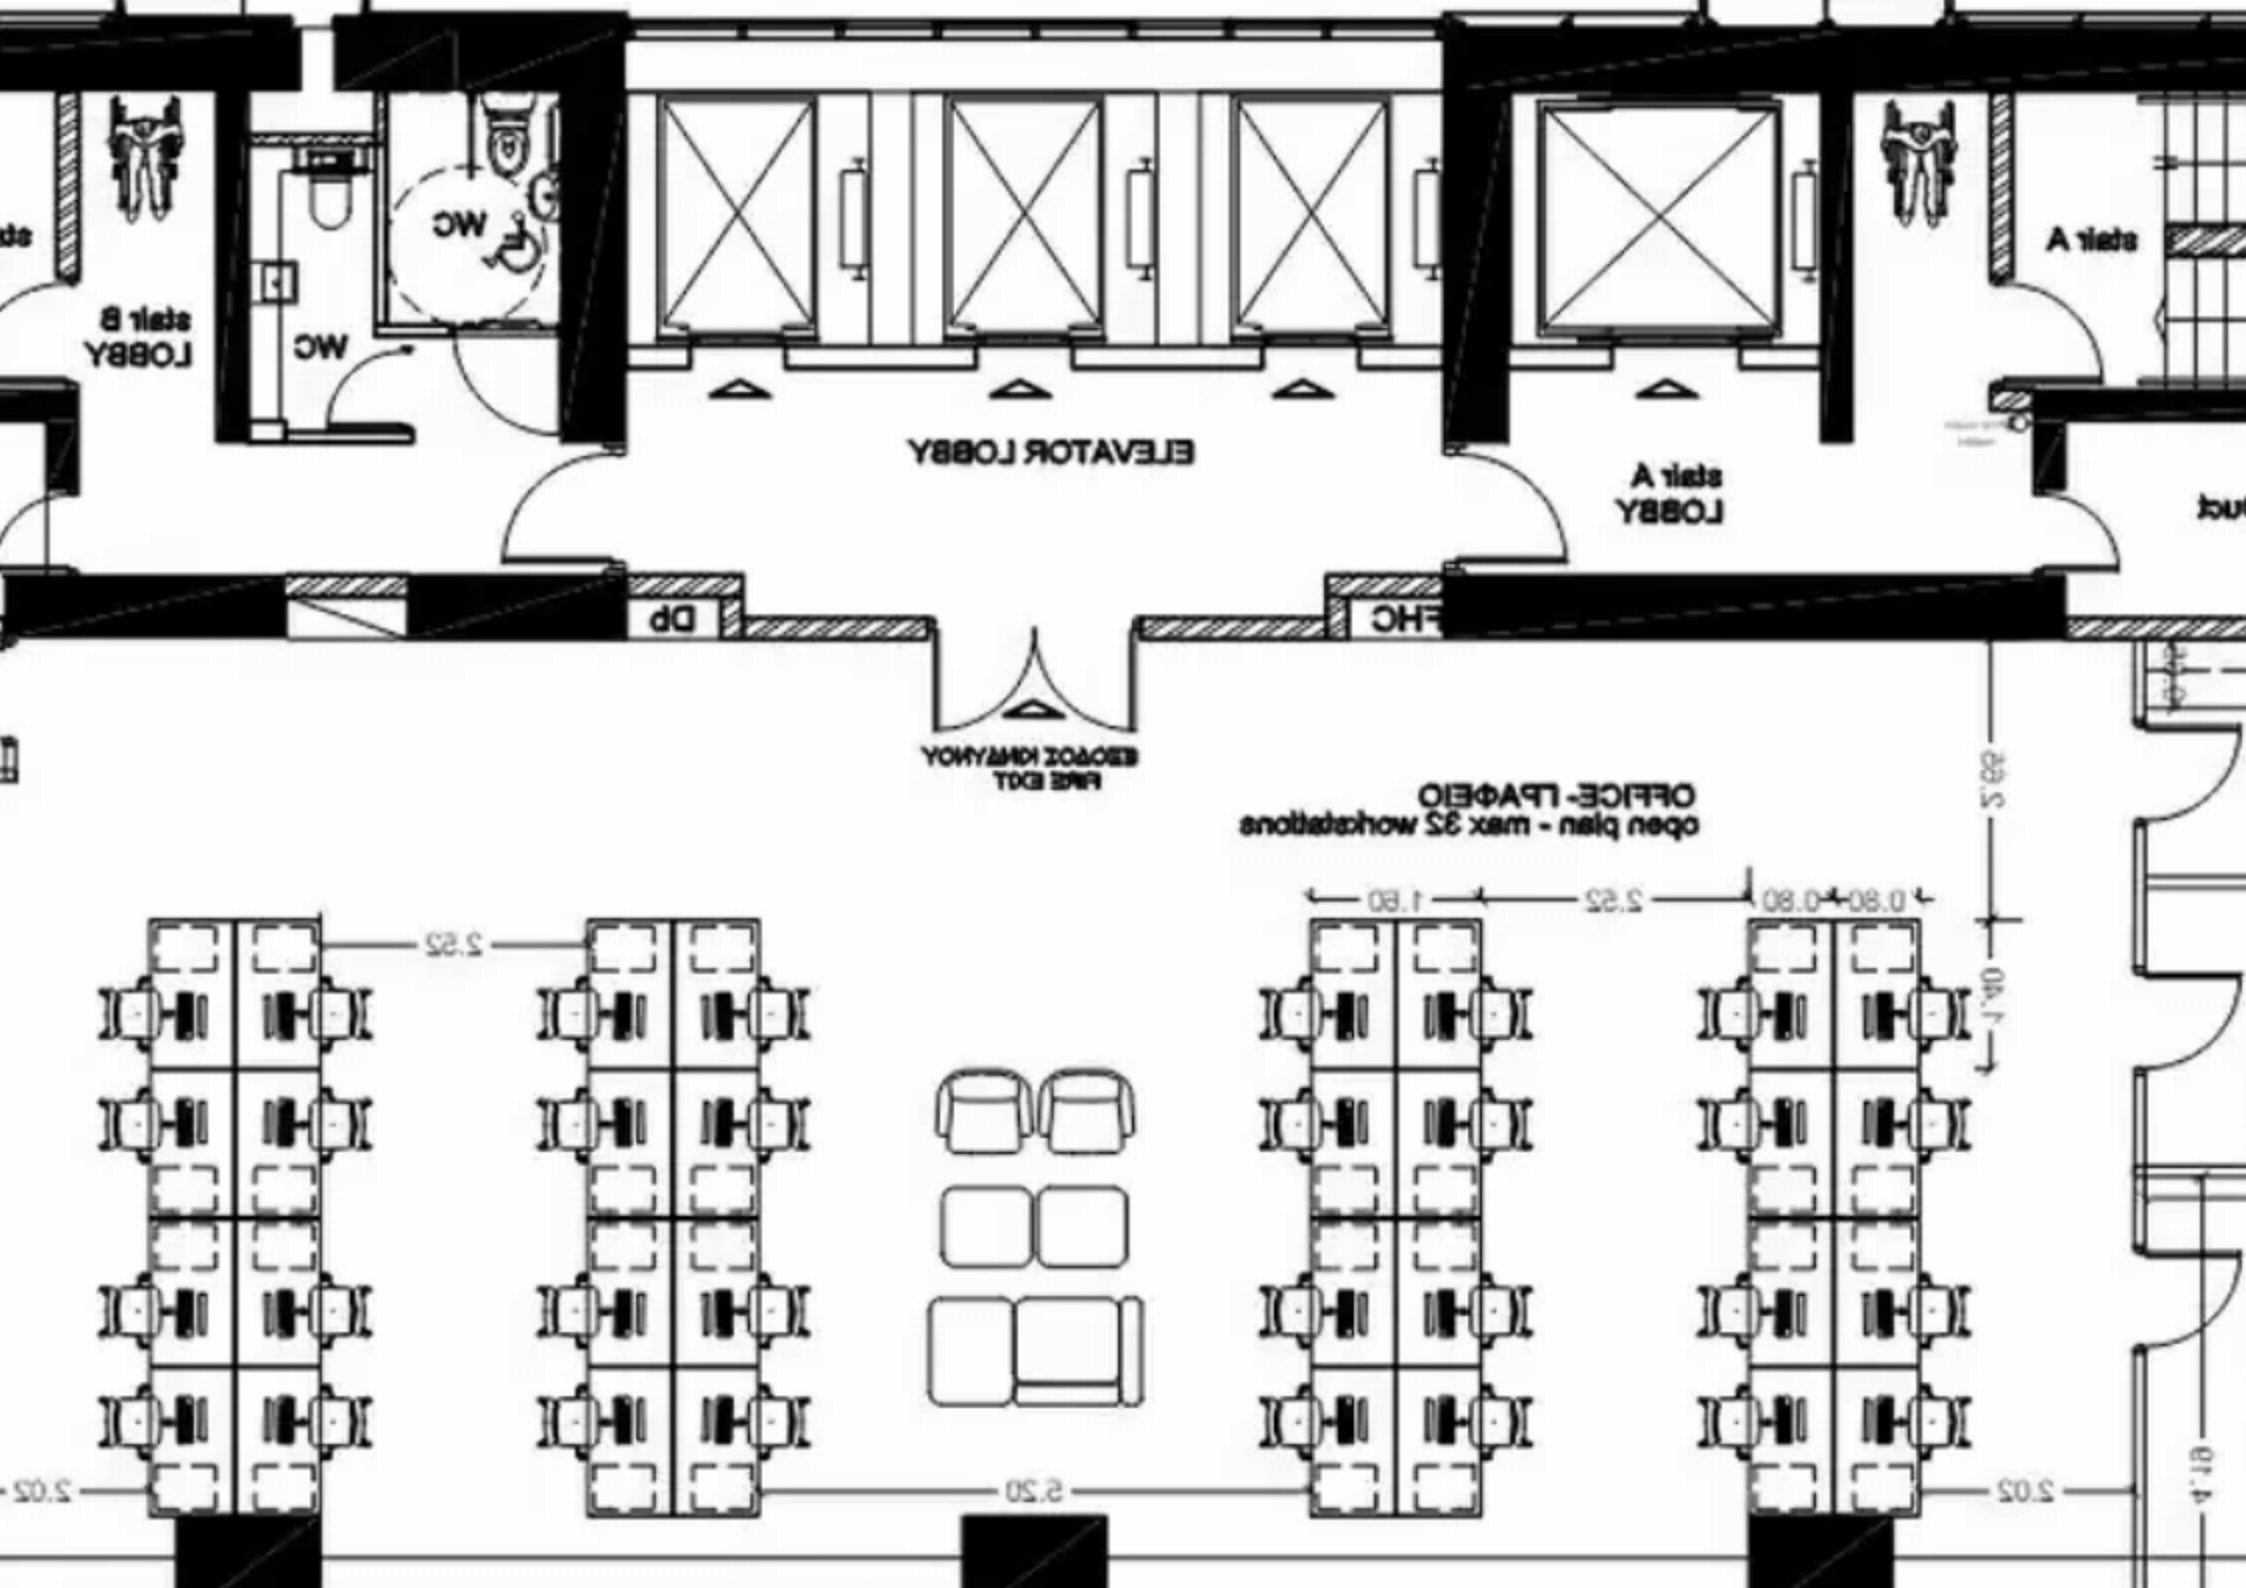 WC
stair A
stair B
LOBBY
WC
ELEVATOR LOBBY
stair A
LOBBY
Db
FHC
ΕΞΟΔΟΣ ΚΙΝΔΥΝΟΥ
FIRE EXIT
OFFICE-ΓΡΑΦΕΙΟ
open plan - max 32 workstations
2.65
1.60
2.52
0.80
0.80
2.52
1.40
2.02
5.20
2.02
4.19